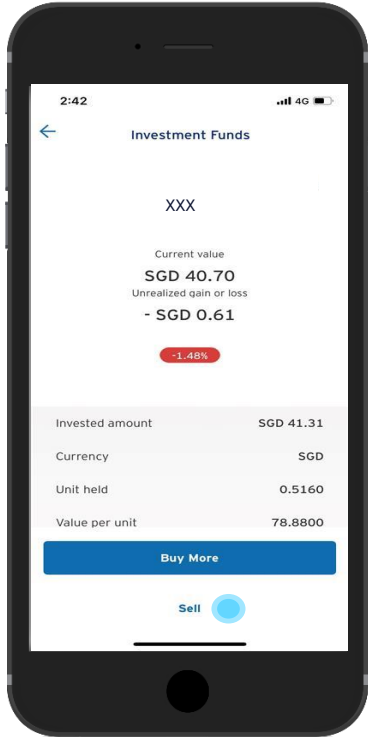 2:42 4G
Investment Funds
XXX
Current value
SGD 40.70
Unrealized gain or loss
- SGD 0.61
-1.48%
Invested amount SGD 41.31
Currency SGD
Unit held 0.5160
Value per unit 78.8800
Buy More
Sell